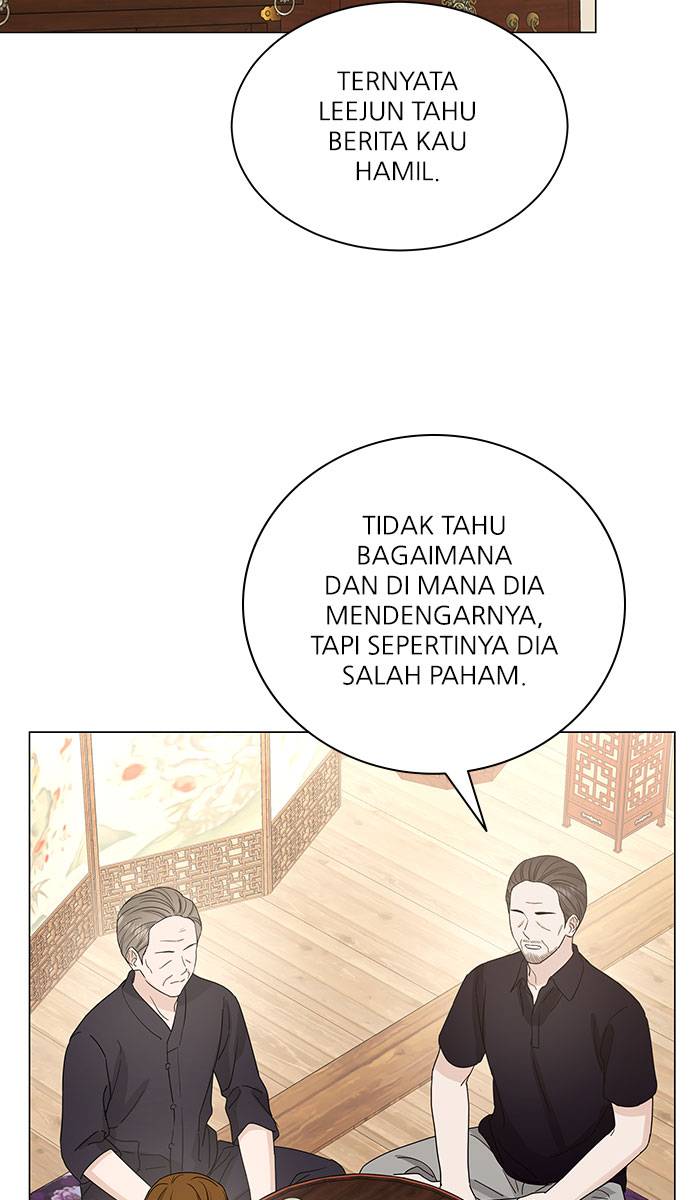 TERNYATA
LEEJUN TAHU
BERITA KAU
HAMIL.
TIDAK TAHU
BAGAIMANA
DAN DI MANA DIA
MENDENGARNYA,
TAPI SEPERTINYA DIA
SALAH PAHAM.